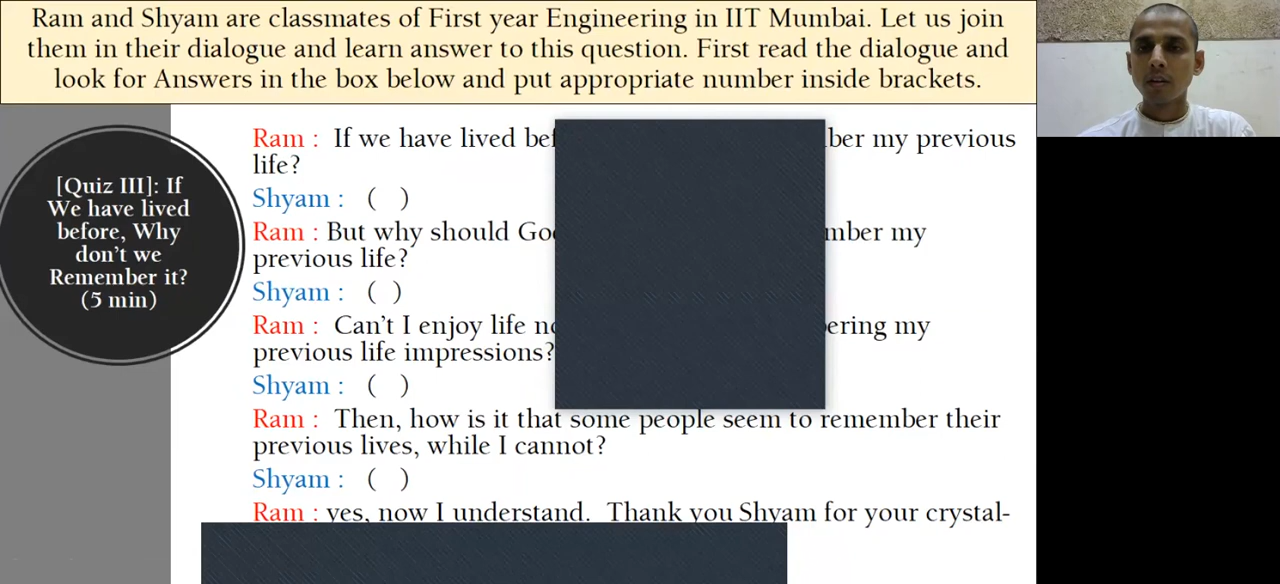 Ram and Shyam are classmates of First year Engineering in IIT Mumbai. Let us join
them in their dialogue and learn answer to this question. First read the dialogue and
look for Answers in the box below and put appropriate number inside brackets.
[Quiz III]: If
We have lived
before, Why
don't we
Remember it?
(5 min)
Ram : If we have lived my previous
life?
Shyam : ( )
Ram : But why should my
previous life?
Shyam : ( )
Ram : Can't I enjoy life my
previous life impressions?
Shyam : ( )
Ram : Then, how is it that some people seem to remember their
previous lives, while I cannot?
Shyam : ( )
Ram : yes, now I understand. Thank you Shyam for your crystal-